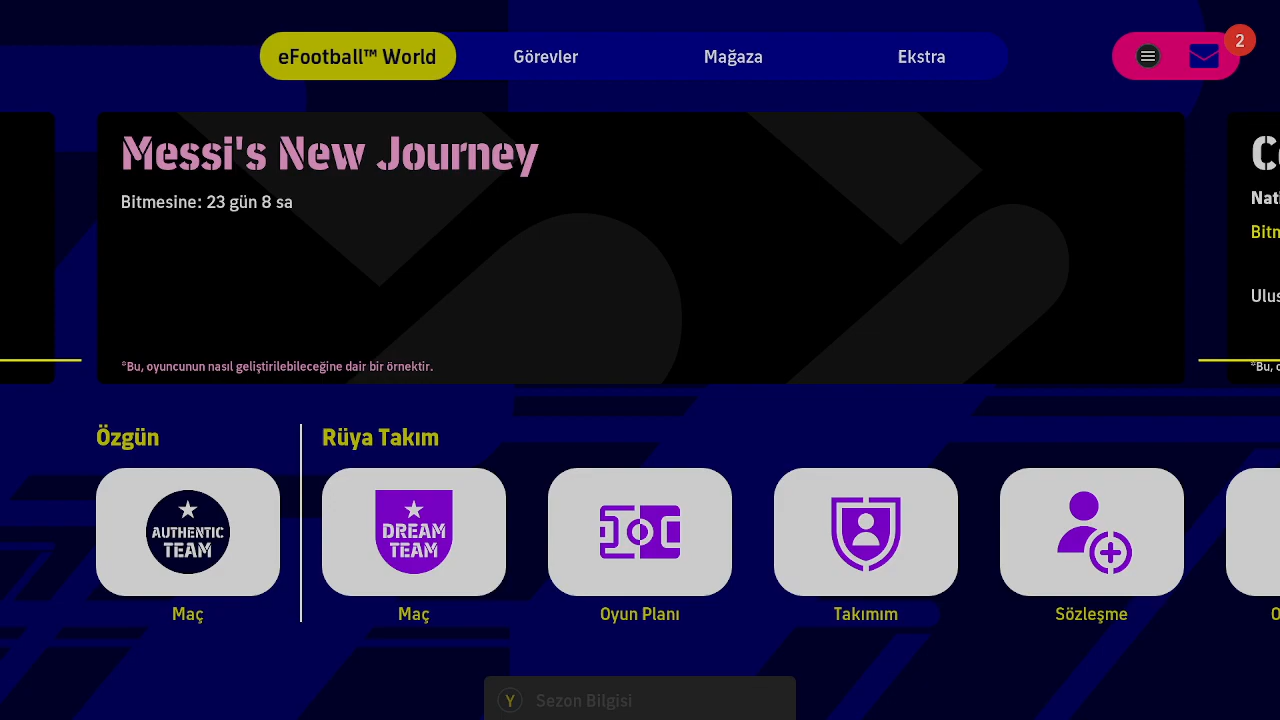 eFootball™ World
Görevler
Mağaza
Ekstra
2
Messi's New Journey
Bitmesine: 23 gün 8 sa
*Bu, oyuncunun nasıl geliştirilebileceğine dair bir örnektir.
Özgün
Rüya Takım
AUTHENTIC
TEAM
DREAM
TEAM
Maç
Maç
Oyun Planı
Takımım
Sözleşme
Y Sezon Bilgisi